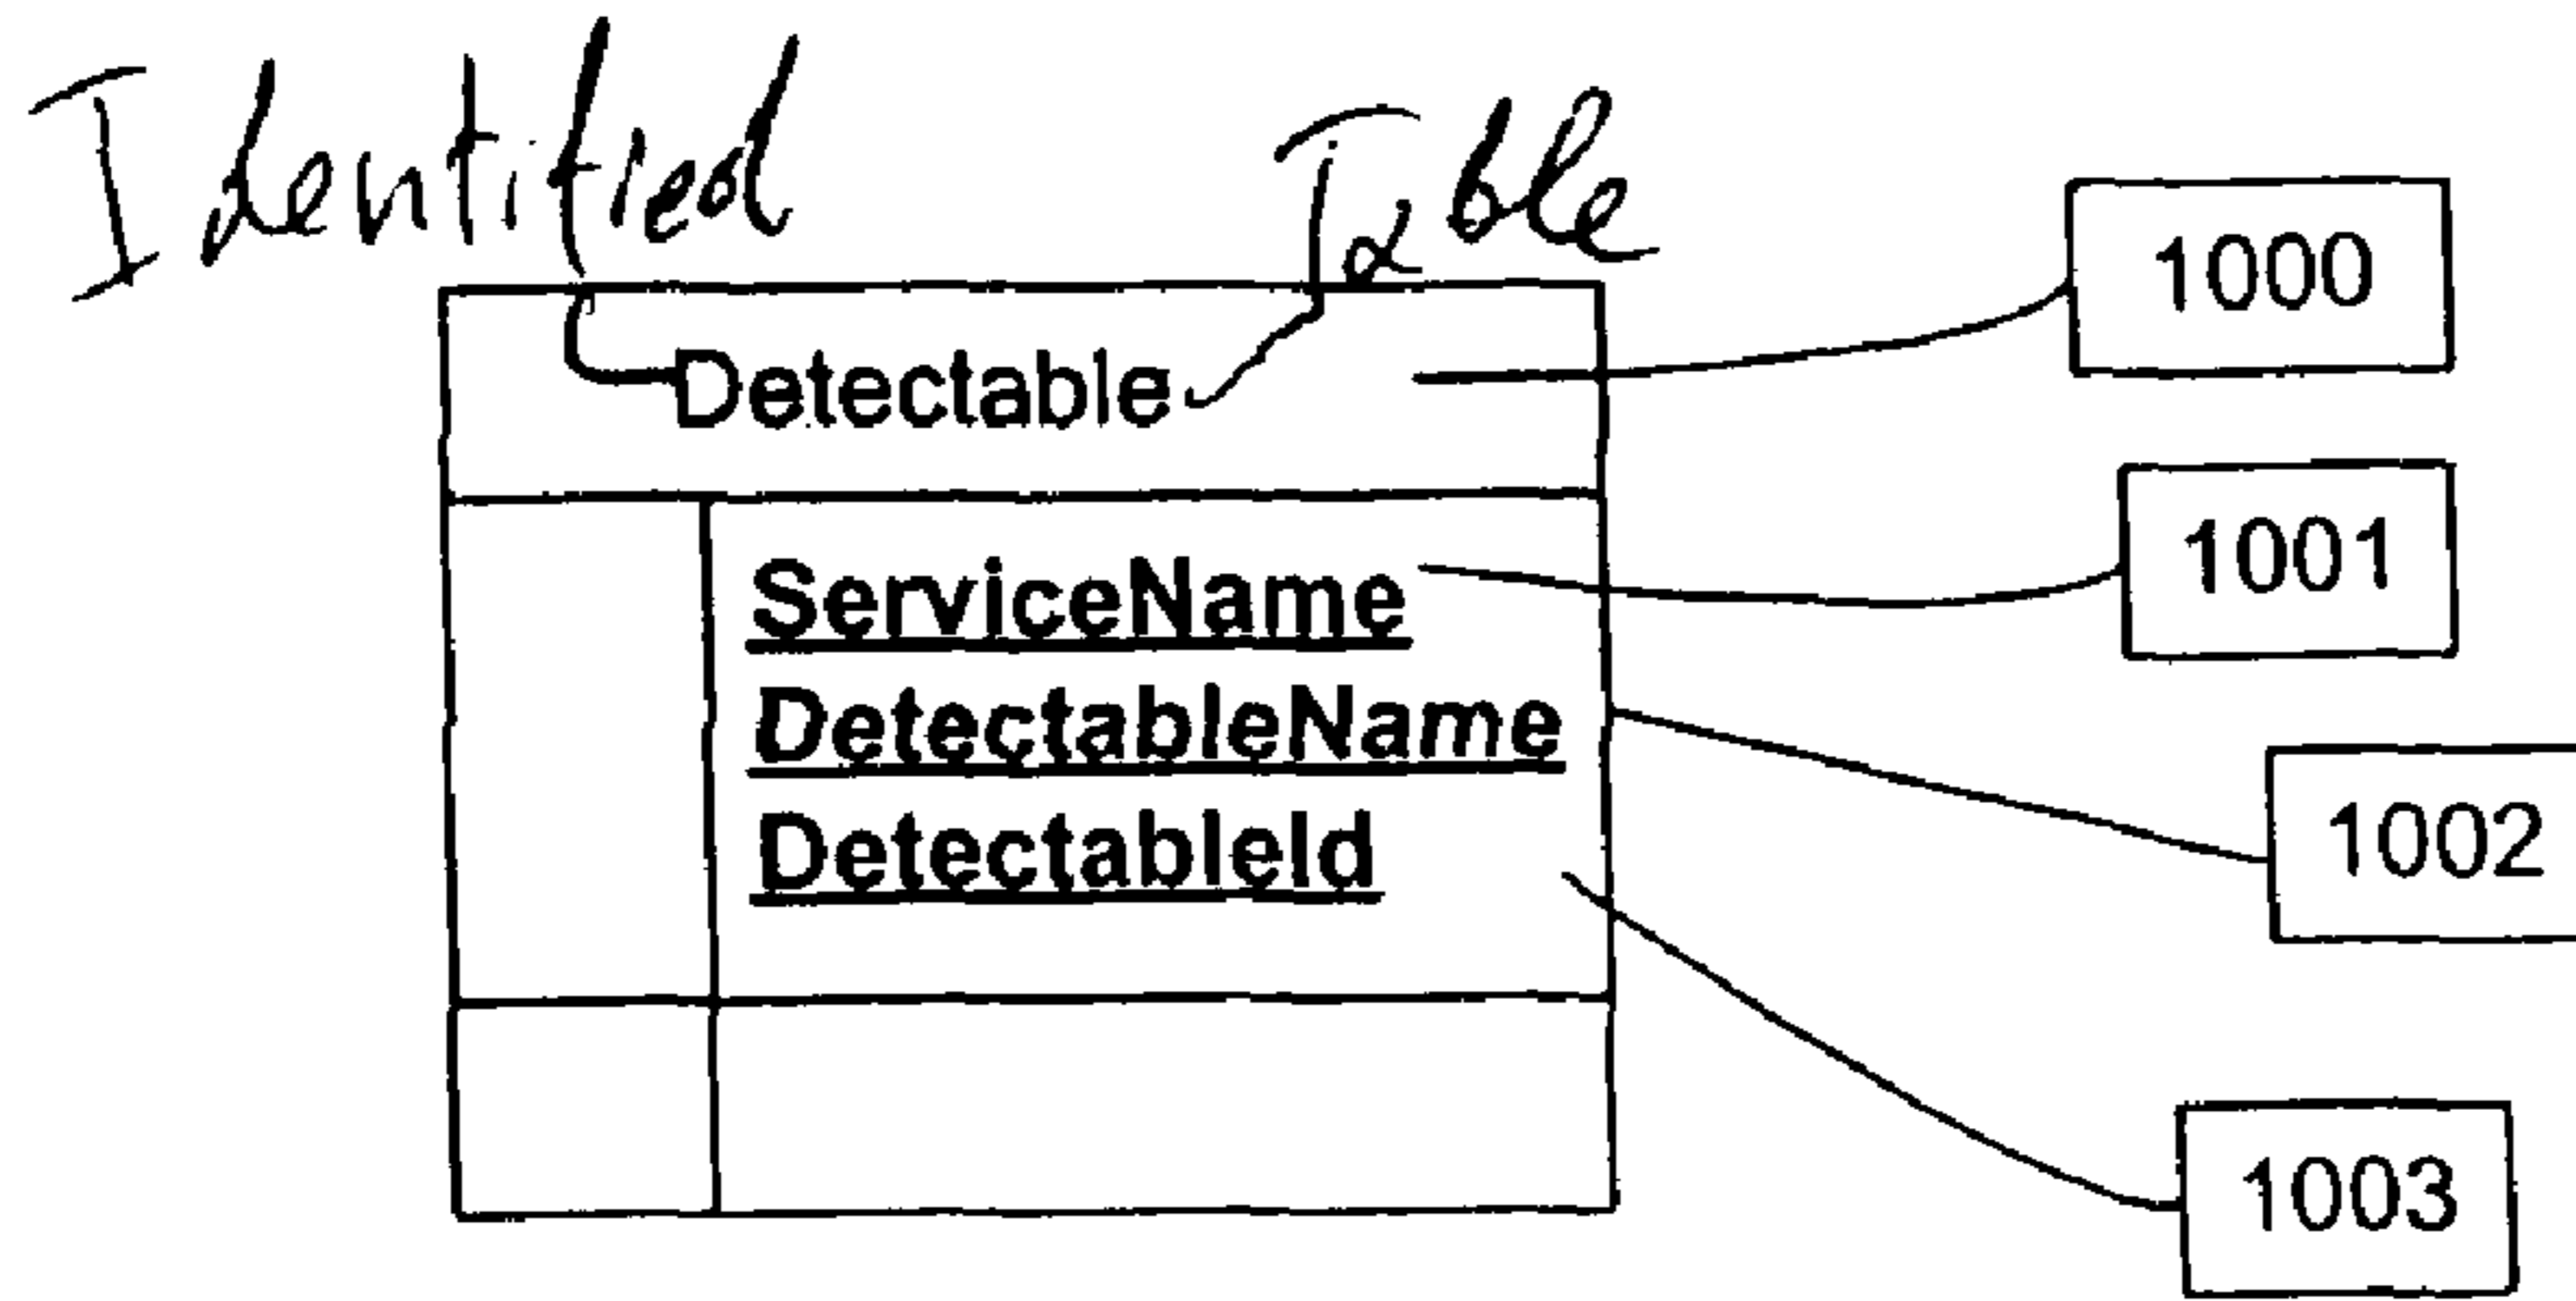 Identified Table
1000
Detectable
1001
ServiceName
DetectableName
1002
DetectableId
1003